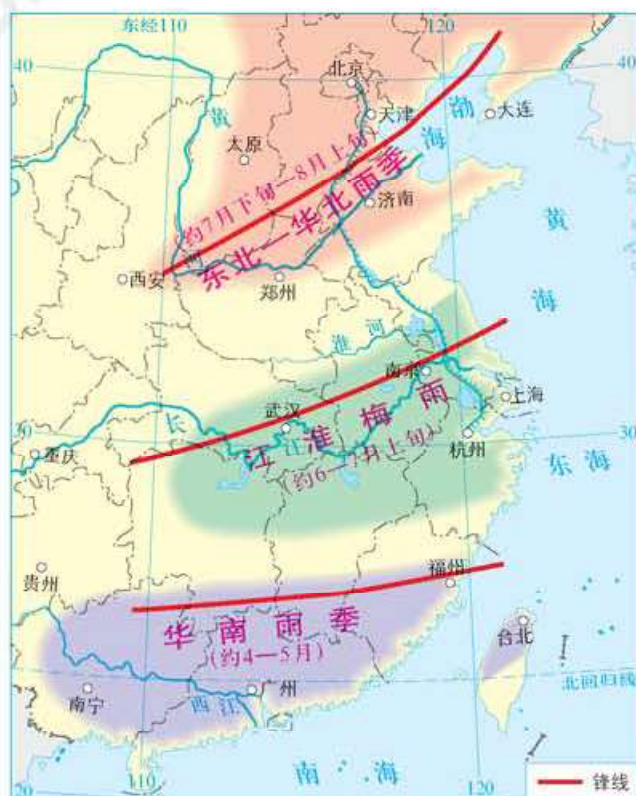 东经110
120
40
40
北京
天津
渤
海
大连
黄
太原
约7月下旬—8月上旬
济南
东北—华北雨季
河
西安
郑州
黄
海
淮河
南京
上海
长
武汉
江淮梅雨
江
30
30
重庆
(约6—7月上旬)
杭州
东海
贵州
福州
华南雨季
(约4—5月)
台北
北回归线
南宁
广州
西江
20
110
120
南海
锋线